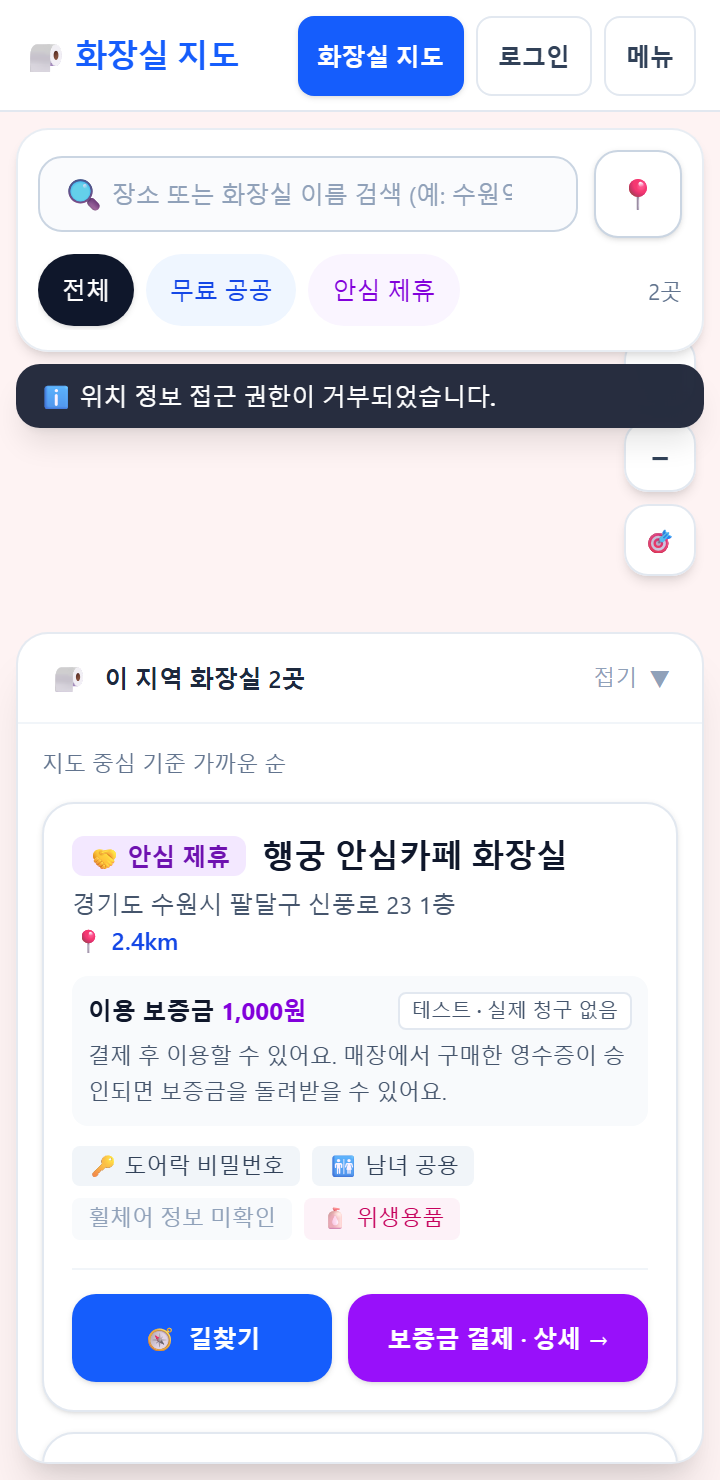 화장실 지도
화장실 지도
로그인
메뉴
장소 또는 화장실 이름 검색 (예: 수원역
전체
무료 공공
안심 제휴
2곳
위치 정보 접근 권한이 거부되었습니다.
−
이 지역 화장실 2곳
접기 ▼
지도 중심 기준 가까운 순
안심 제휴 행궁 안심카페 화장실
경기도 수원시 팔달구 신풍로 23 1층
2.4km
이용 보증금 1,000원
테스트 · 실제 청구 없음
결제 후 이용할 수 있어요. 매장에서 구매한 영수증이 승
인되면 보증금을 돌려받을 수 있어요.
도어락 비밀번호
남녀 공용
휠체어 정보 미확인
위생용품
길찾기
보증금 결제 · 상세 →